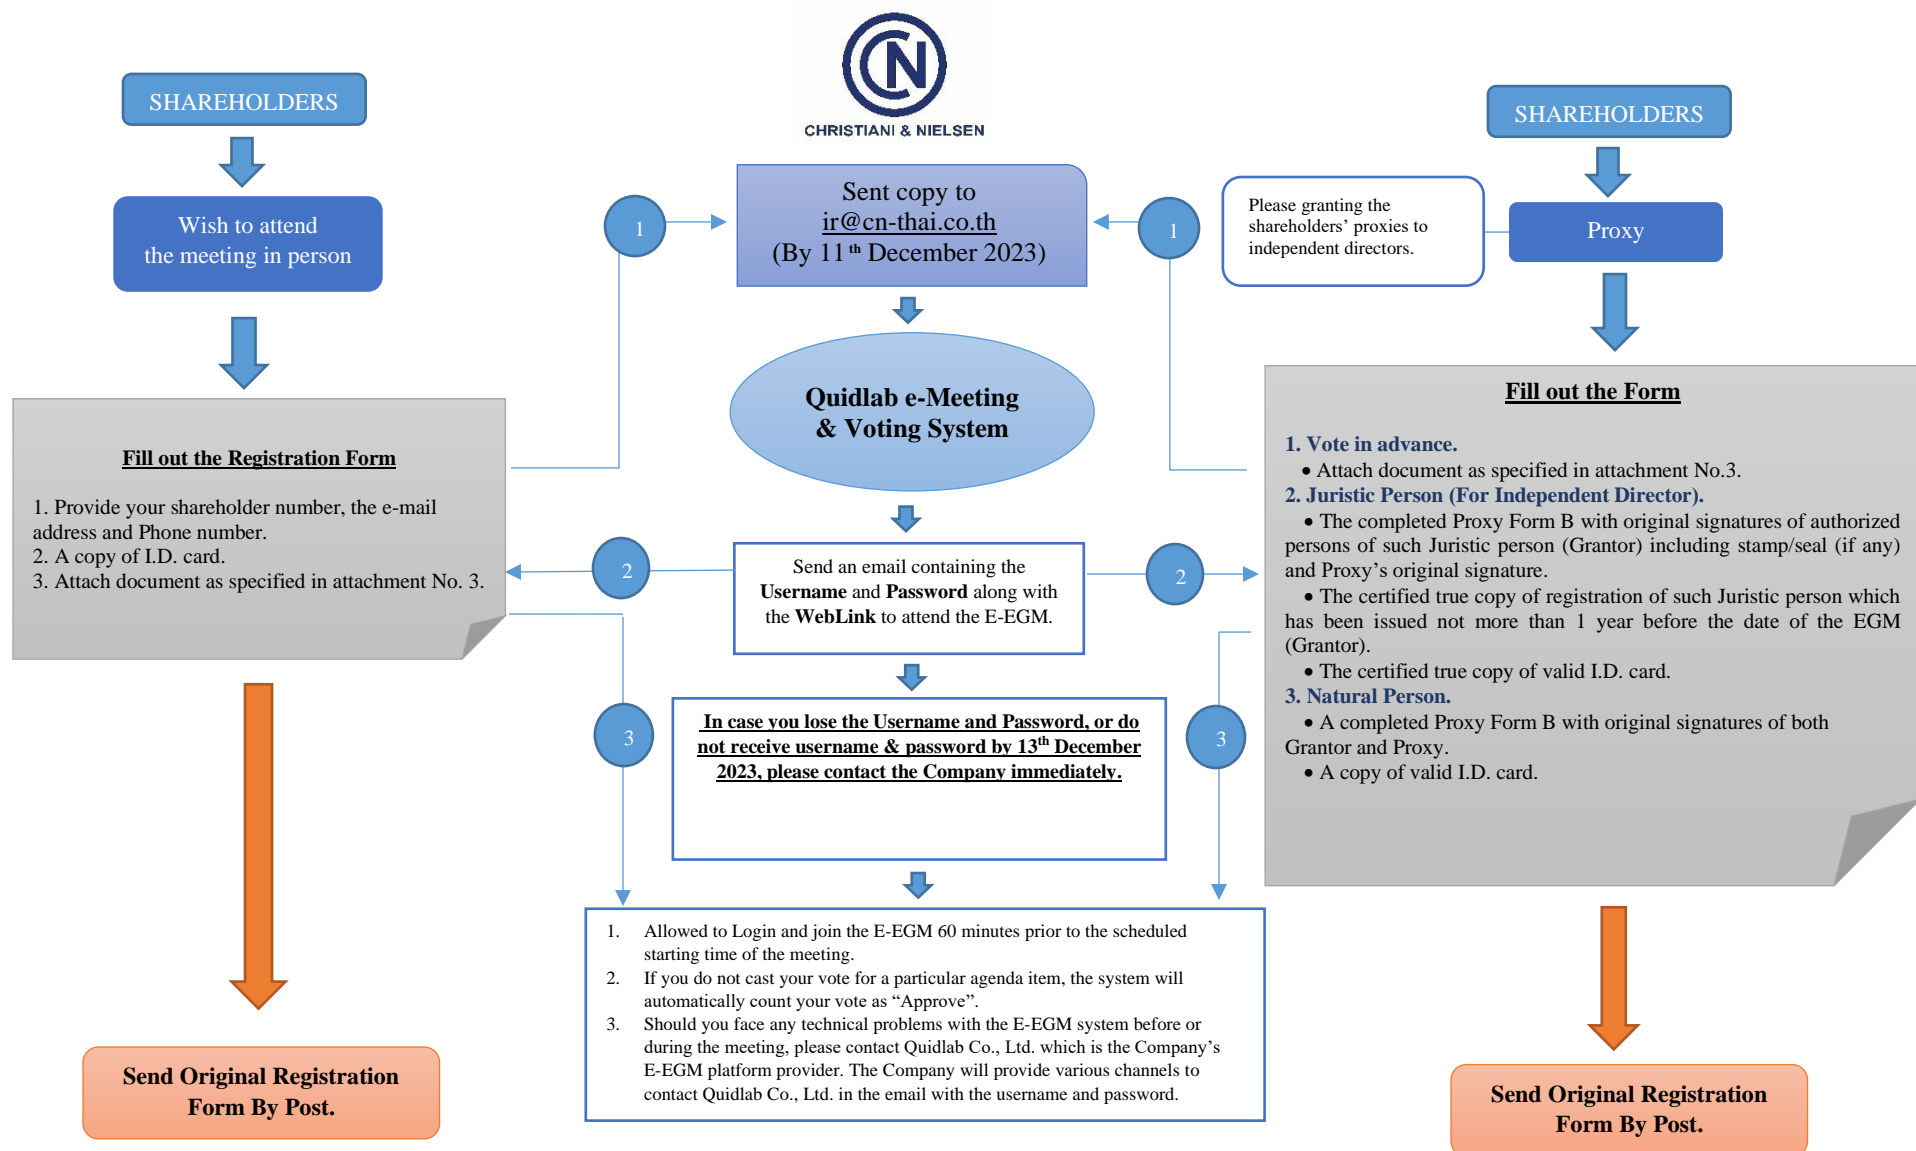 CN
CHRISTIANI & NIELSEN
SHAREHOLDERS
Wish to attend
the meeting in person
Fill out the Registration Form
1. Provide your shareholder number, the e-mail
address and Phone number.
2. A copy of I.D. card.
3. Attach document as specified in attachment No. 3.
Send Original Registration
Form By Post.
1
2
3
Sent copy to
ir@cn-thai.co.th
(By 11th December 2023)
Quidlab e-Meeting
& Voting System
Send an email containing the
Username and Password along with
the WebLink to attend the E-EGM.
In case you lose the Username and Password, or do
not receive username & password by 13th December
2023, please contact the Company immediately.
1. Allowed to Login and join the E-EGM 60 minutes prior to the scheduled
starting time of the meeting.
2. If you do not cast your vote for a particular agenda item, the system will
automatically count your vote as “Approve”.
3. Should you face any technical problems with the E-EGM system before or
during the meeting, please contact Quidlab Co., Ltd. which is the Company’s
E-EGM platform provider. The Company will provide various channels to
contact Quidlab Co., Ltd. in the email with the username and password.
1
2
3
SHAREHOLDERS
Please granting the
shareholders’ proxies to
independent directors.
Proxy
Fill out the Form
1. Vote in advance.
• Attach document as specified in attachment No.3.
2. Juristic Person (For Independent Director).
• The completed Proxy Form B with original signatures of authorized
persons of such Juristic person (Grantor) including stamp/seal (if any)
and Proxy’s original signature.
• The certified true copy of registration of such Juristic person which
has been issued not more than 1 year before the date of the EGM
(Grantor).
• The certified true copy of valid I.D. card.
3. Natural Person.
• A completed Proxy Form B with original signatures of both
Grantor and Proxy.
• A copy of valid I.D. card.
Send Original Registration
Form By Post.